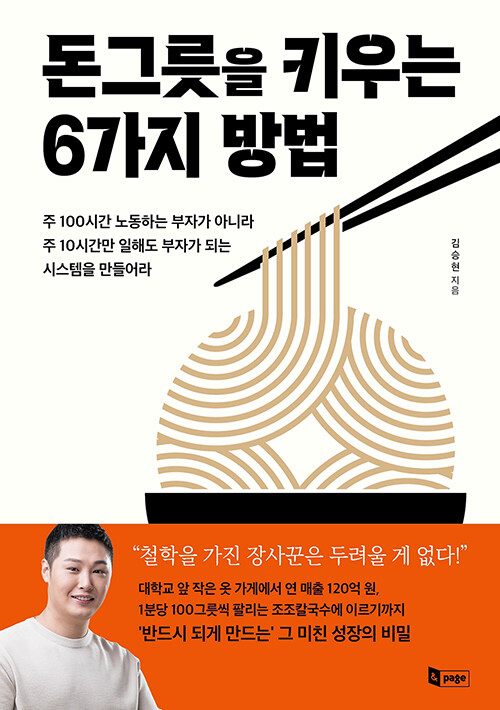 돈그릇을 키우는
6가지 방법
주 100시간 노동하는 부자가 아니라
주 10시간만 일해도 부자가 되는
시스템을 만들어라
김승현 지음
“철학을 가진 장사꾼은 두려울 게 없다!”
대학교 앞 작은 옷 가게에서 연 매출 120억 원,
1분당 100그릇씩 팔리는 조조칼국수에 이르기까지
'반드시 되게 만드는' 그 미친 성장의 비밀
& page